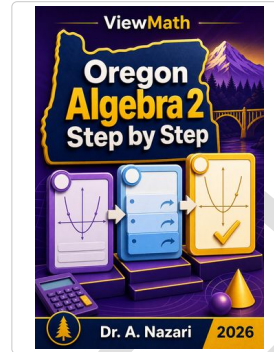 ViewMath
Oregon
Algebra 2
Step by Step
Dr. A. Nazari
2026